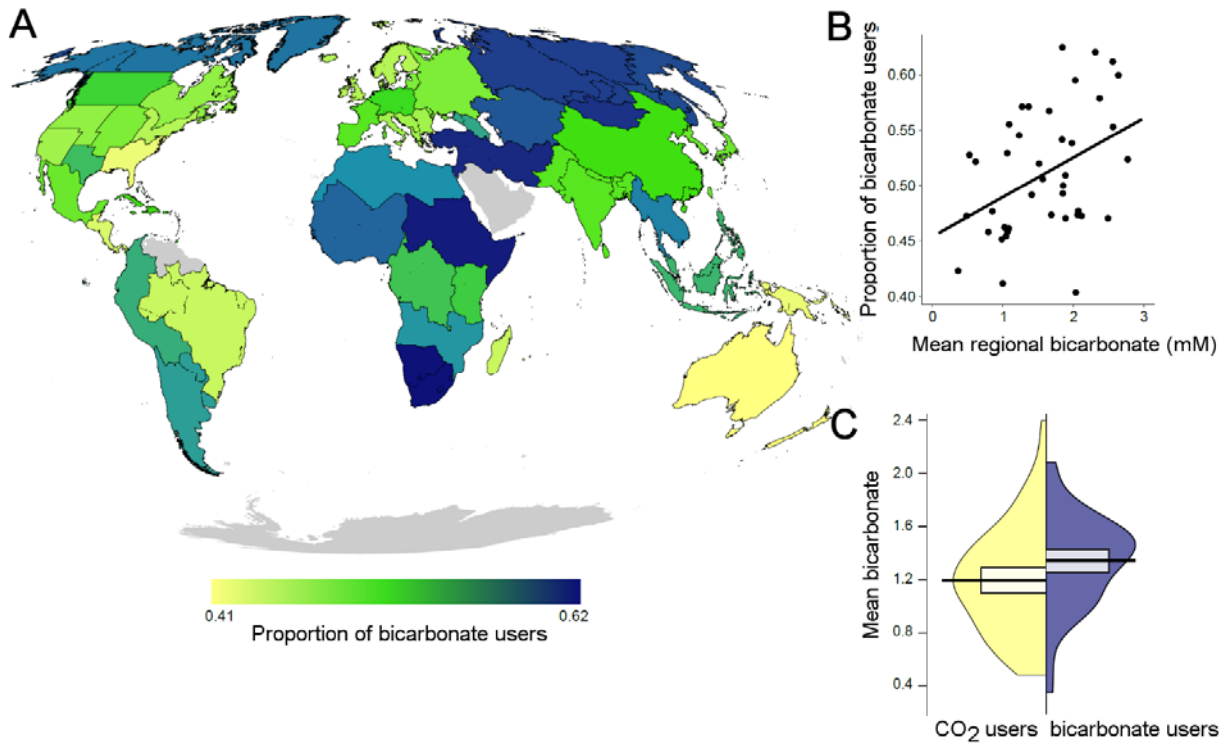 A
0.41
0.62
Proportion of bicarbonate users
B
Proportion of bicarbonate users
0.60
0.55
0.50
0.45
0.40
0
1
2
3
Mean regional bicarbonate (mM)
C
Mean bicarbonate
2.4
2.0
1.6
1.2
0.8
0.4
CO2 users
bicarbonate users